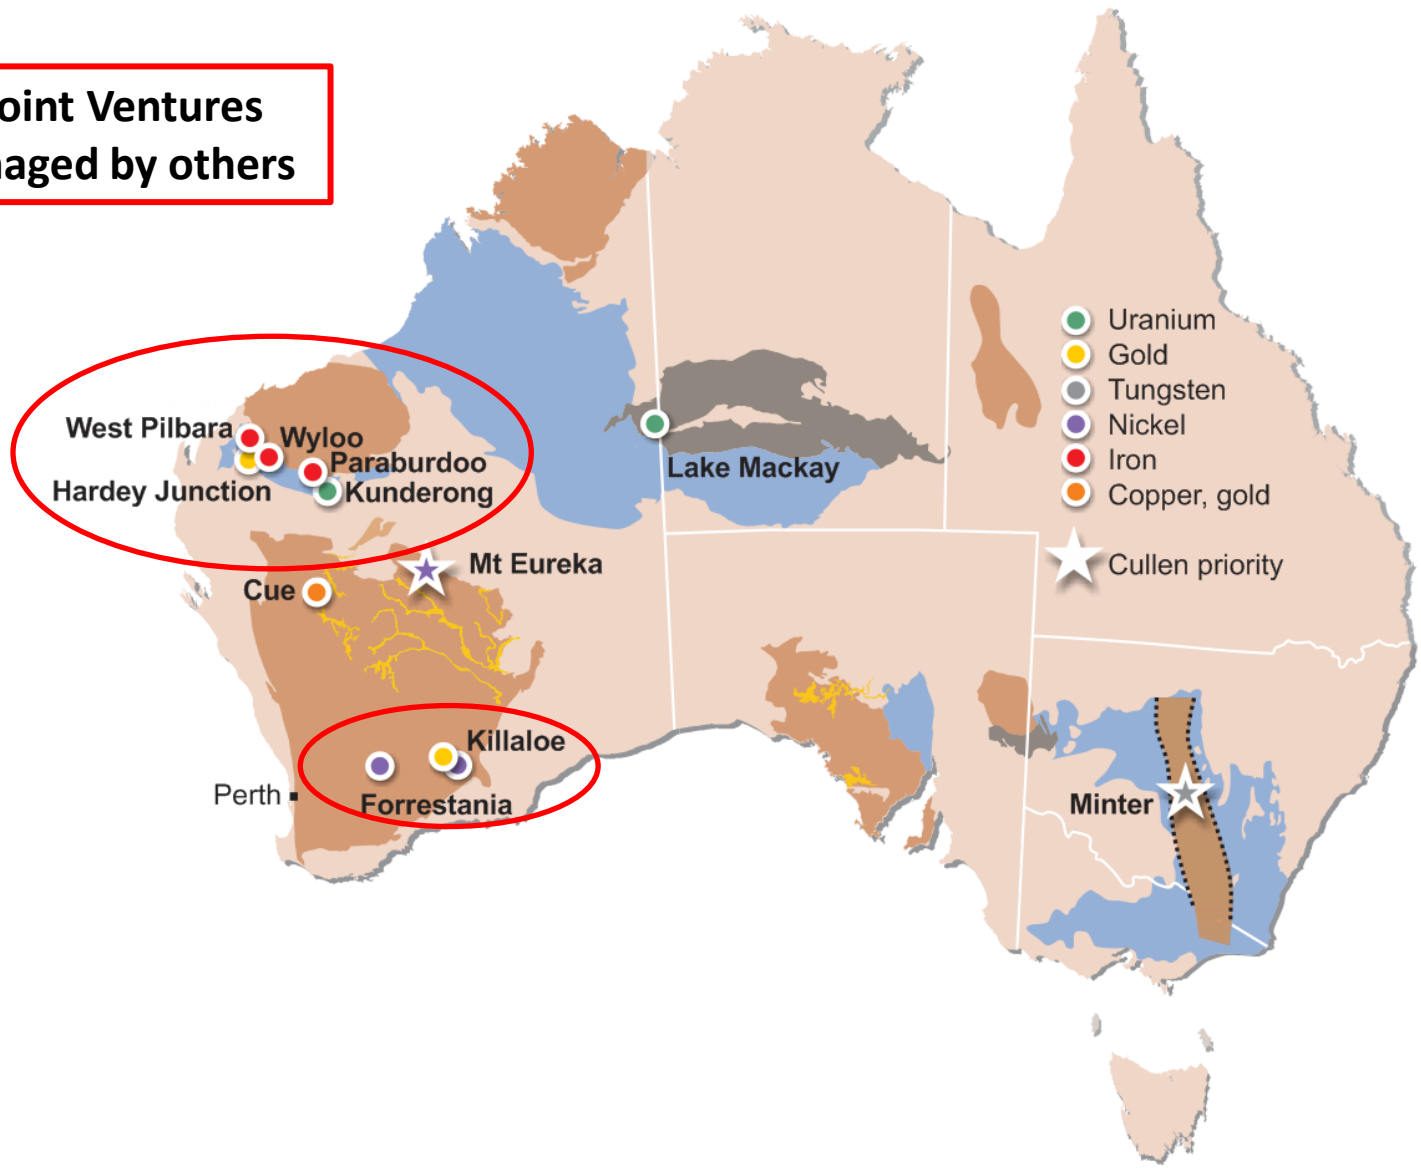 oint Ventures
naged by others
Uranium
Gold
Tungsten
Nickel
Iron
Copper, gold
Cullen priority
West Pilbara
Wyloo
Paraburdoo
Hardey Junction
Kunderong
Lake Mackay
Mt Eureka
Cue
Killaloe
Perth
Forrestania
Minter